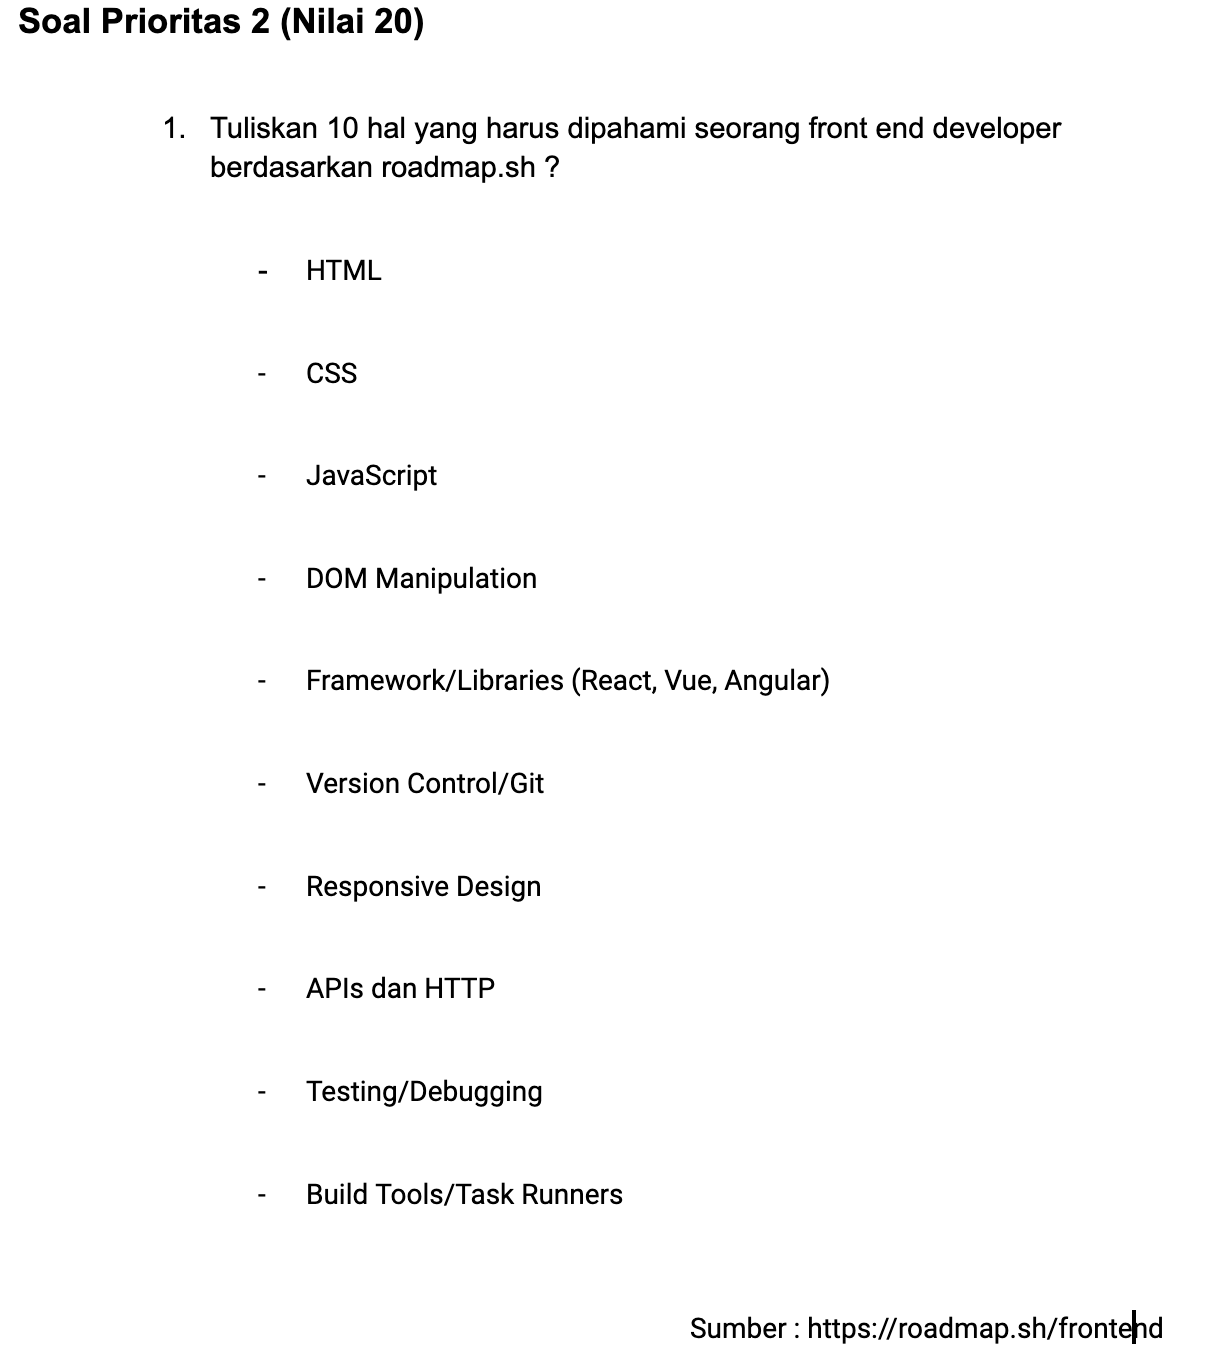 Soal Prioritas 2 (Nilai 20)
1. Tuliskan 10 hal yang harus dipahami seorang front end developer
berdasarkan roadmap.sh ?
- HTML
- CSS
- JavaScript
- DOM Manipulation
- Framework/Libraries (React, Vue, Angular)
- Version Control/Git
- Responsive Design
- APIs dan HTTP
- Testing/Debugging
- Build Tools/Task Runners
Sumber : https://roadmap.sh/frontend